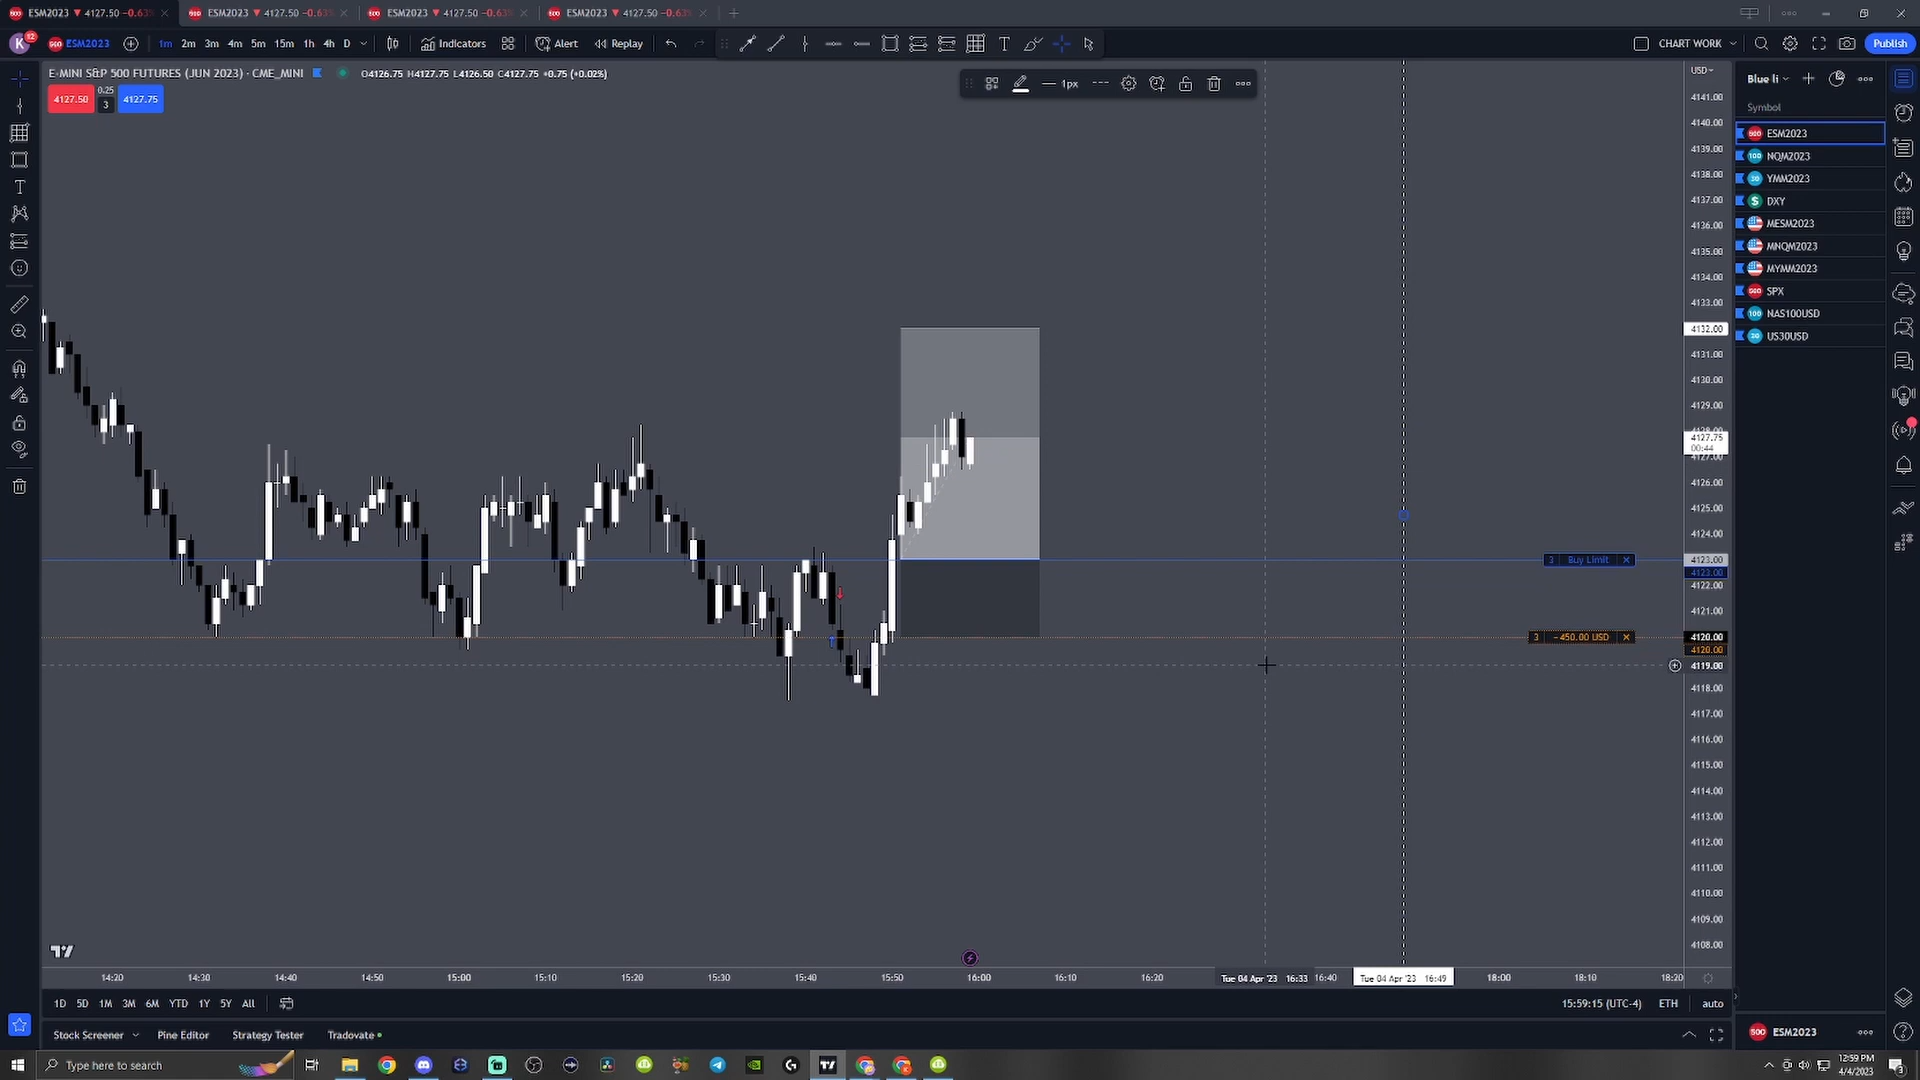 ESM2023 ▼ 4127.50 −0.63%
ESM2023 ▼ 4127.50 −0.63%
ESM2023 ▼ 4127.50 −0.63%
ESM2023 ▼ 4127.50 −0.63%
K 12 ESM2023 1m 2m 3m 4m 5m 15m 1h 4h D Indicators Alert Replay T CHART WORK Publish
E-MINI S&P 500 FUTURES (JUN 2023) · CME_MINI O4126.75 H4127.75 L4126.50 C4127.75 +0.75 (+0.02%)
4127.50 0.25 3 4127.75
1px
USD
4141.00
4140.00
4139.00
4138.00
4137.00
4136.00
4135.00
4134.00
4133.00
4132.00
4131.00
4130.00
4129.00
4127.75
00:44
4127.00
4126.00
4125.00
4124.00
3 Buy Limit 4123.00
4123.00
4122.00
4121.00
3 −450.00 USD 4120.00
4120.00
4119.00
4118.00
4117.00
4116.00
4115.00
4114.00
4113.00
4112.00
4111.00
4110.00
4109.00
4108.00
14:20 14:30 14:40 14:50 15:00 15:10 15:20 15:30 15:40 15:50 16:00 16:10 16:20 Tue 04 Apr '23 16:33 16:40 Tue 04 Apr '23 16:49 18:00 18:10 18:20
1D 5D 1M 3M 6M YTD 1Y 5Y All 15:59:15 (UTC-4) ETH auto
Stock Screener Pine Editor Strategy Tester Tradovate
Blue li
Symbol
ESM2023
NQM2023
YMM2023
DXY
MESM2023
MNQM2023
MYMM2023
SPX
NAS100USD
US30USD
500 ESM2023
Type here to search
12:59 PM
4/4/2023